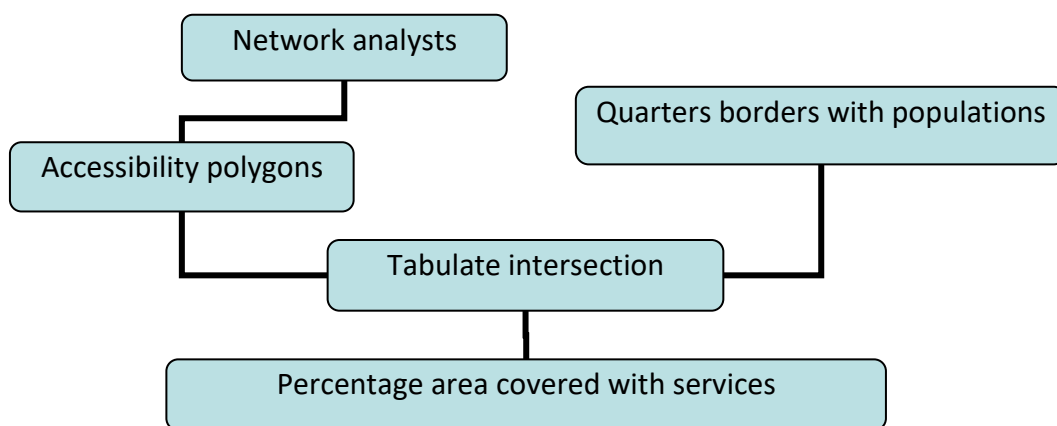 Network analysts
Quarters borders with populations
Accessibility polygons
Tabulate intersection
Percentage area covered with services